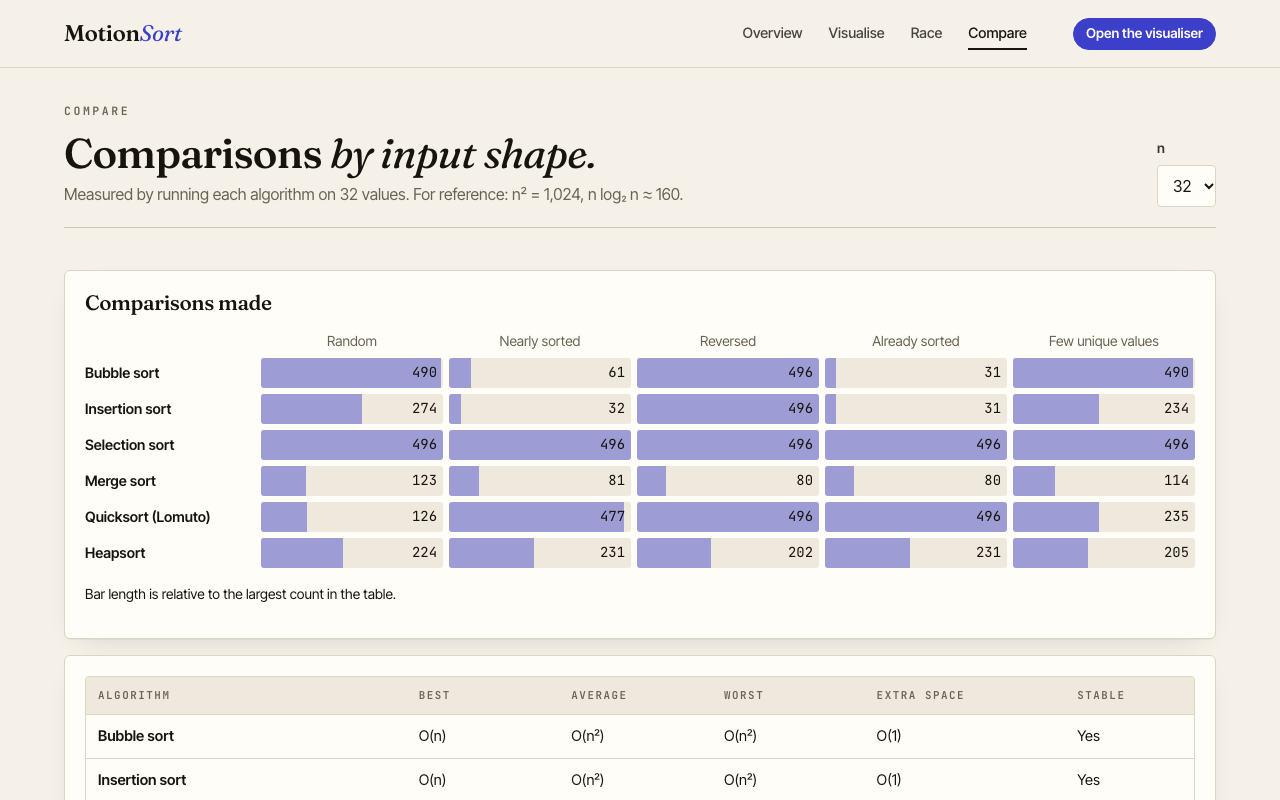 MotionSort Overview Visualise Race Compare Open the visualiser
COMPARE
Comparisons by input shape.
n
Measured by running each algorithm on 32 values. For reference: n² = 1,024, n log₂ n ≈ 160.
32
Comparisons made
Random Nearly sorted Reversed Already sorted Few unique values
Bubble sort 490 61 496 31 490
Insertion sort 274 32 496 31 234
Selection sort 496 496 496 496 496
Merge sort 123 81 80 80 114
Quicksort (Lomuto) 126 477 496 496 235
Heapsort 224 231 202 231 205
Bar length is relative to the largest count in the table.
ALGORITHM BEST AVERAGE WORST EXTRA SPACE STABLE
Bubble sort O(n) O(n²) O(n²) O(1) Yes
Insertion sort O(n) O(n²) O(n²) O(1) Yes